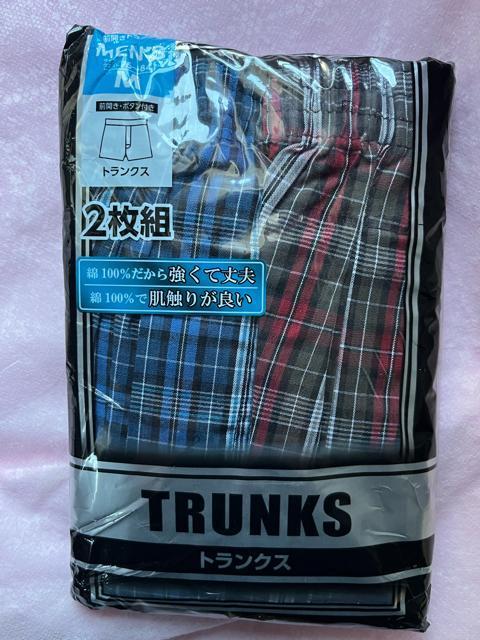 MEN'S
M
前開き・ボタン付き
トランクス
2枚組
綿100%だから強くて丈夫
綿100%で肌触りが良い
TRUNKS
トランクス